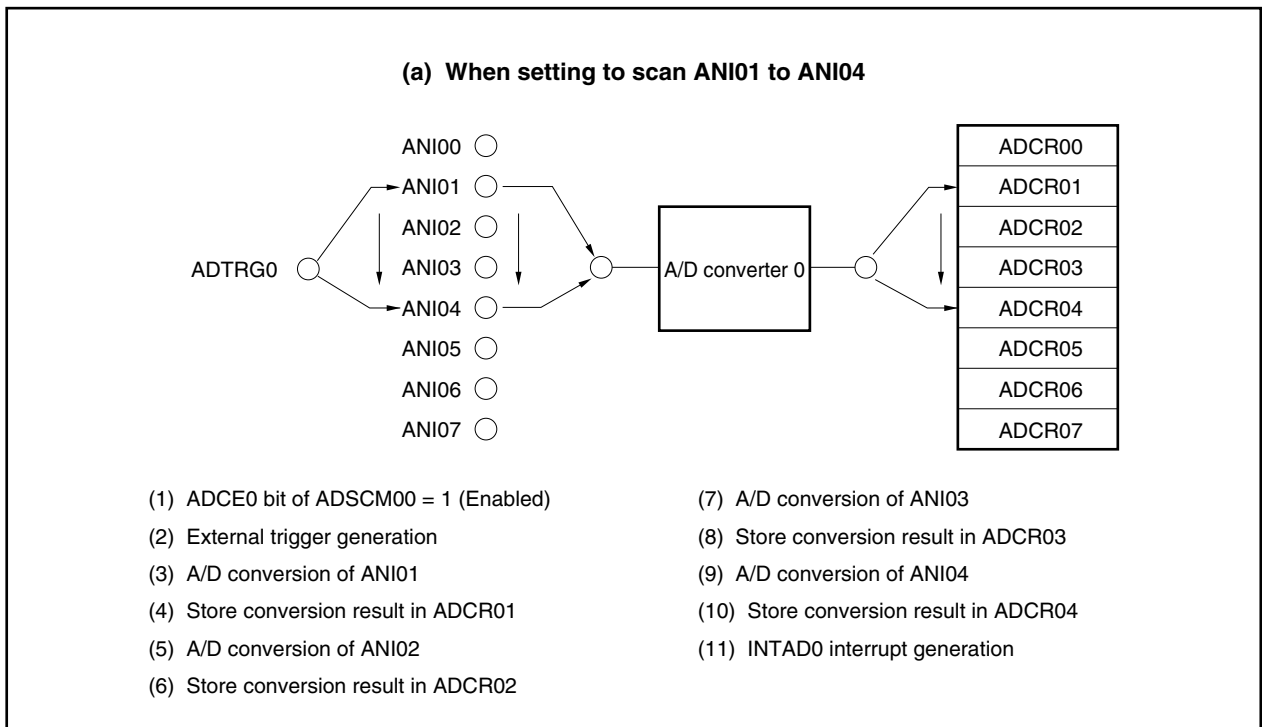 (a) When setting to scan ANI01 to ANI04
ANI00
ANI01
ANI02
ANI03
ANI04
ANI05
ANI06
ANI07
ADTRG0
A/D converter 0
ADCR00
ADCR01
ADCR02
ADCR03
ADCR04
ADCR05
ADCR06
ADCR07
(1) ADCE0 bit of ADSCM00 = 1 (Enabled)
(2) External trigger generation
(3) A/D conversion of ANI01
(4) Store conversion result in ADCR01
(5) A/D conversion of ANI02
(6) Store conversion result in ADCR02
(7) A/D conversion of ANI03
(8) Store conversion result in ADCR03
(9) A/D conversion of ANI04
(10) Store conversion result in ADCR04
(11) INTAD0 interrupt generation